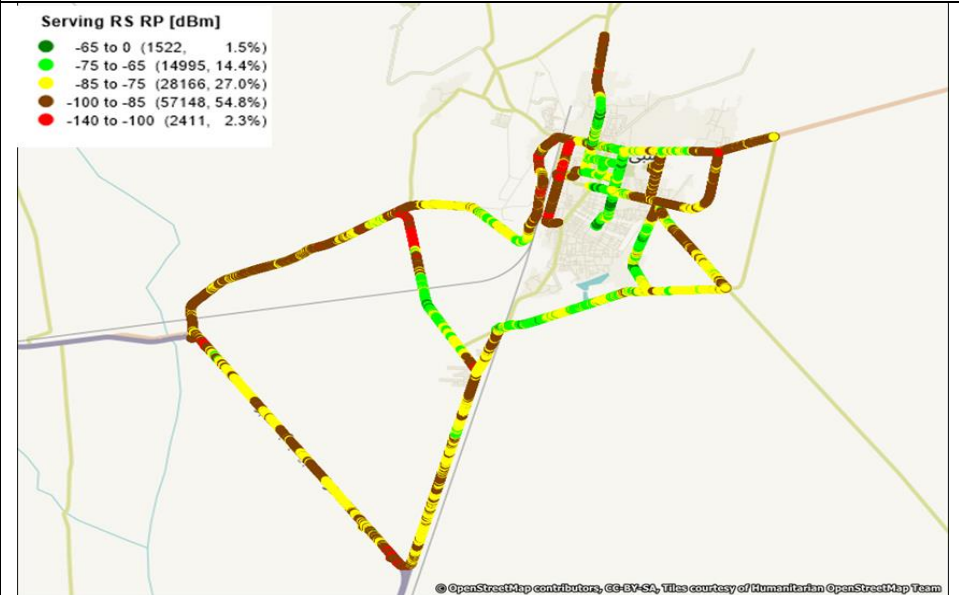 Serving RS RP [dBm]
-65 to 0 (1522, 1.5%)
-75 to -65 (14995, 14.4%)
-85 to -75 (28166, 27.0%)
-100 to -85 (57148, 54.8%)
-140 to -100 (2411, 2.3%)
© OpenStreetMap contributors, CC-BY-SA, Tiles courtesy of Humanitarian OpenStreetMap Team